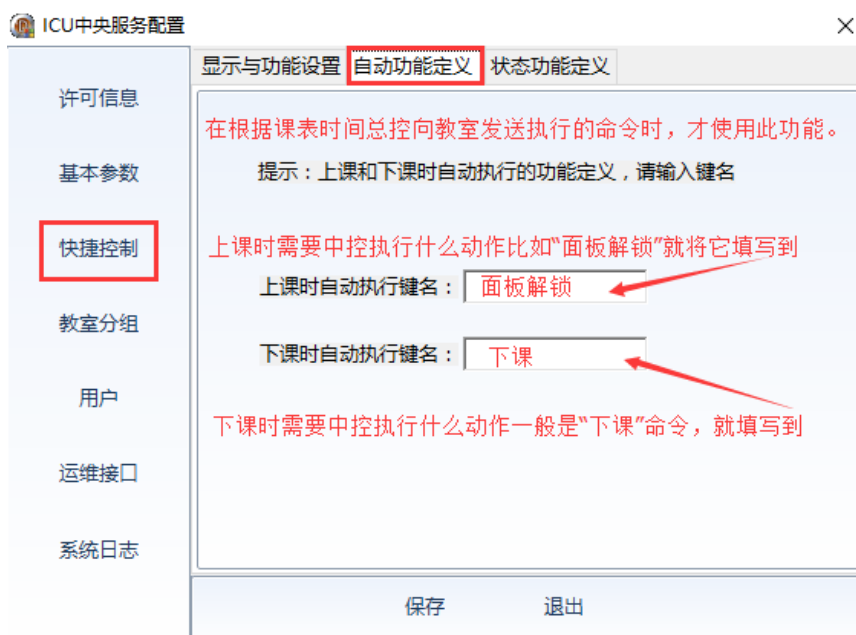 ICU中央服务配置
显示与功能设置 自动功能定义 状态功能定义
许可信息
基本参数
快捷控制
教室分组
用户
运维接口
系统日志
在根据课表时间总控向教室发送执行的命令时，才使用此功能。
提示：上课和下课时自动执行的功能定义，请输入键名
上课时需要中控执行什么动作比如“面板解锁”就将它填写到
上课时自动执行键名： 面板解锁
下课时自动执行键名： 下课
下课时需要中控执行什么动作一般是“下课”命令，就填写到
保存 退出